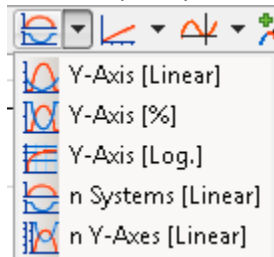 Y-Axis [Linear]
Y-Axis [%]
Y-Axis [Log.]
n Systems [Linear]
n Y-Axes [Linear]